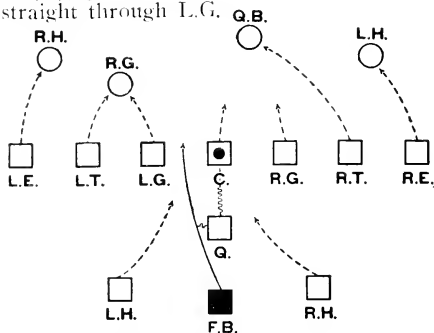 straight through L.G.
R.H. R.G. Q.B. L.H.
L.E. L.T. L.G. C. R.G. R.T. R.E.
Q.
L.H. F.B. R.H.